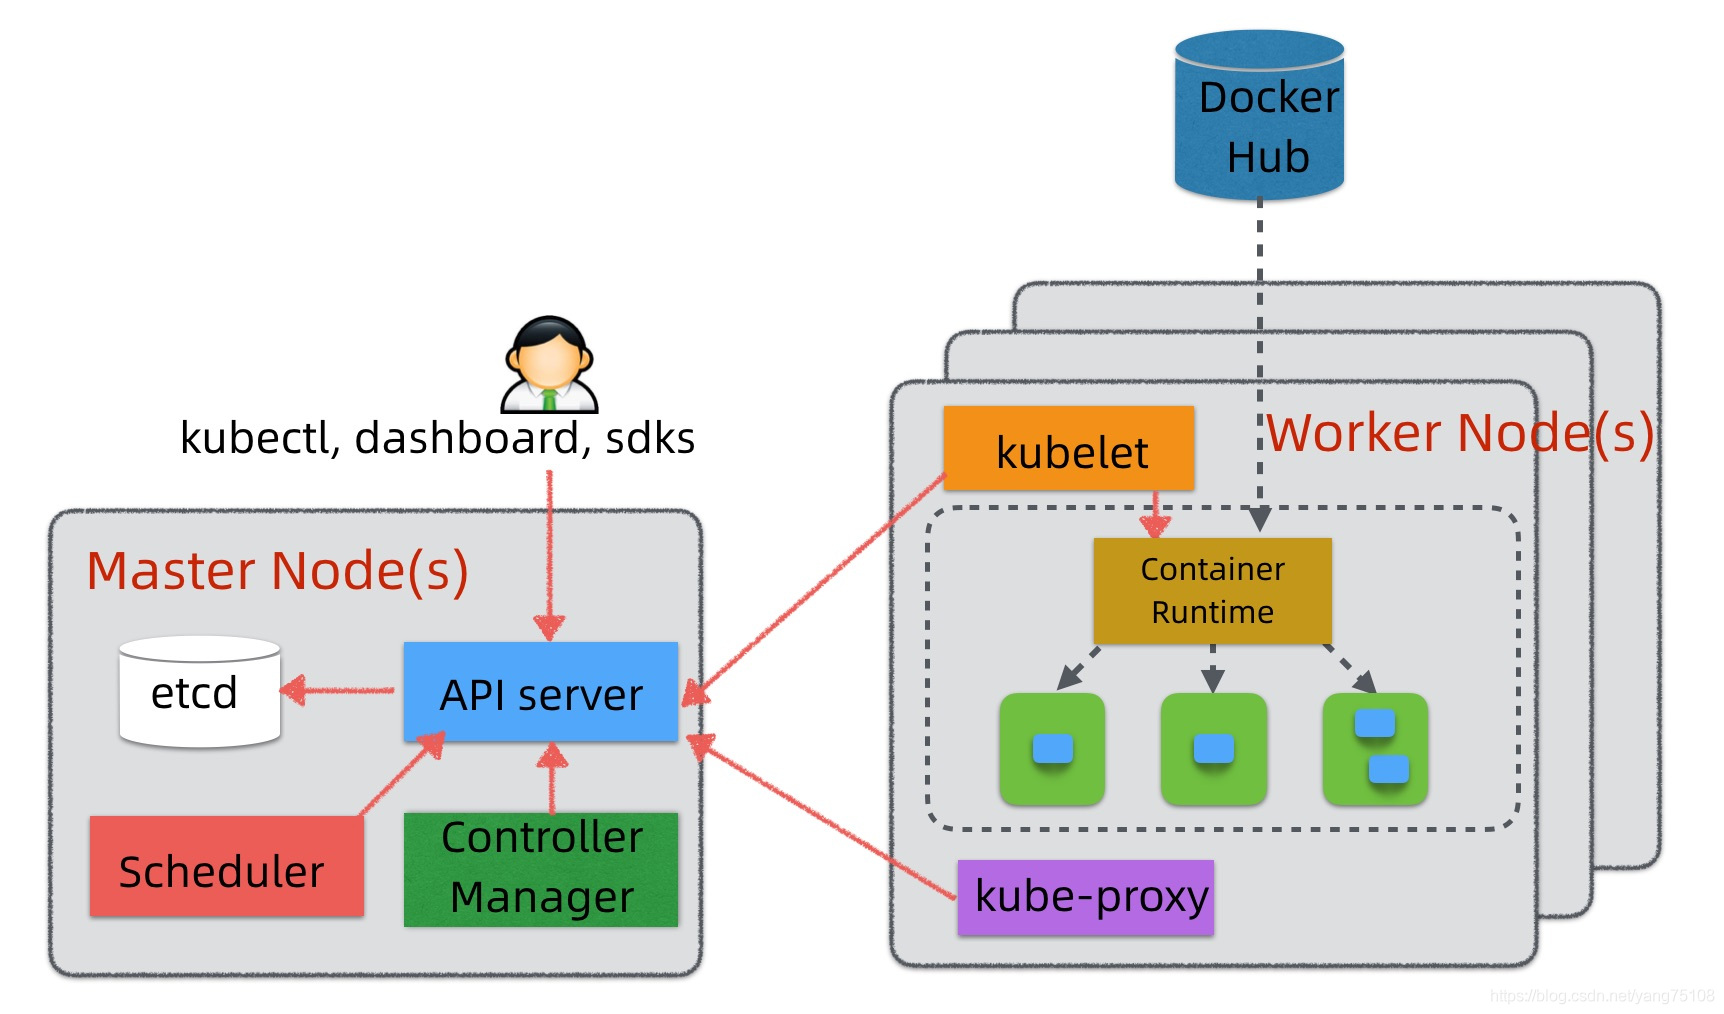 Docker
Hub
kubectl, dashboard, sdks
Worker Node(s)
kubelet
Container
Runtime
kube-proxy
Master Node(s)
etcd
API server
Scheduler
Controller
Manager
https://blog.csdn.net/yang75108